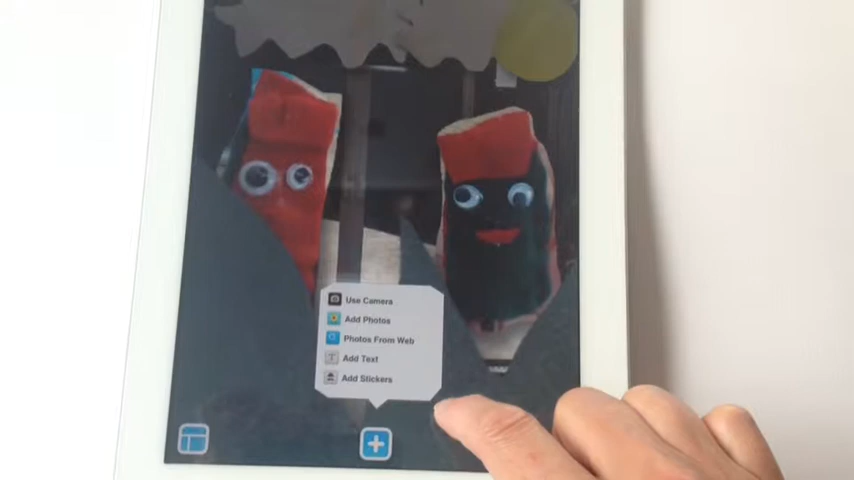 Use Camera
Add Photos
Photos From Web
Add Text
Add Stickers